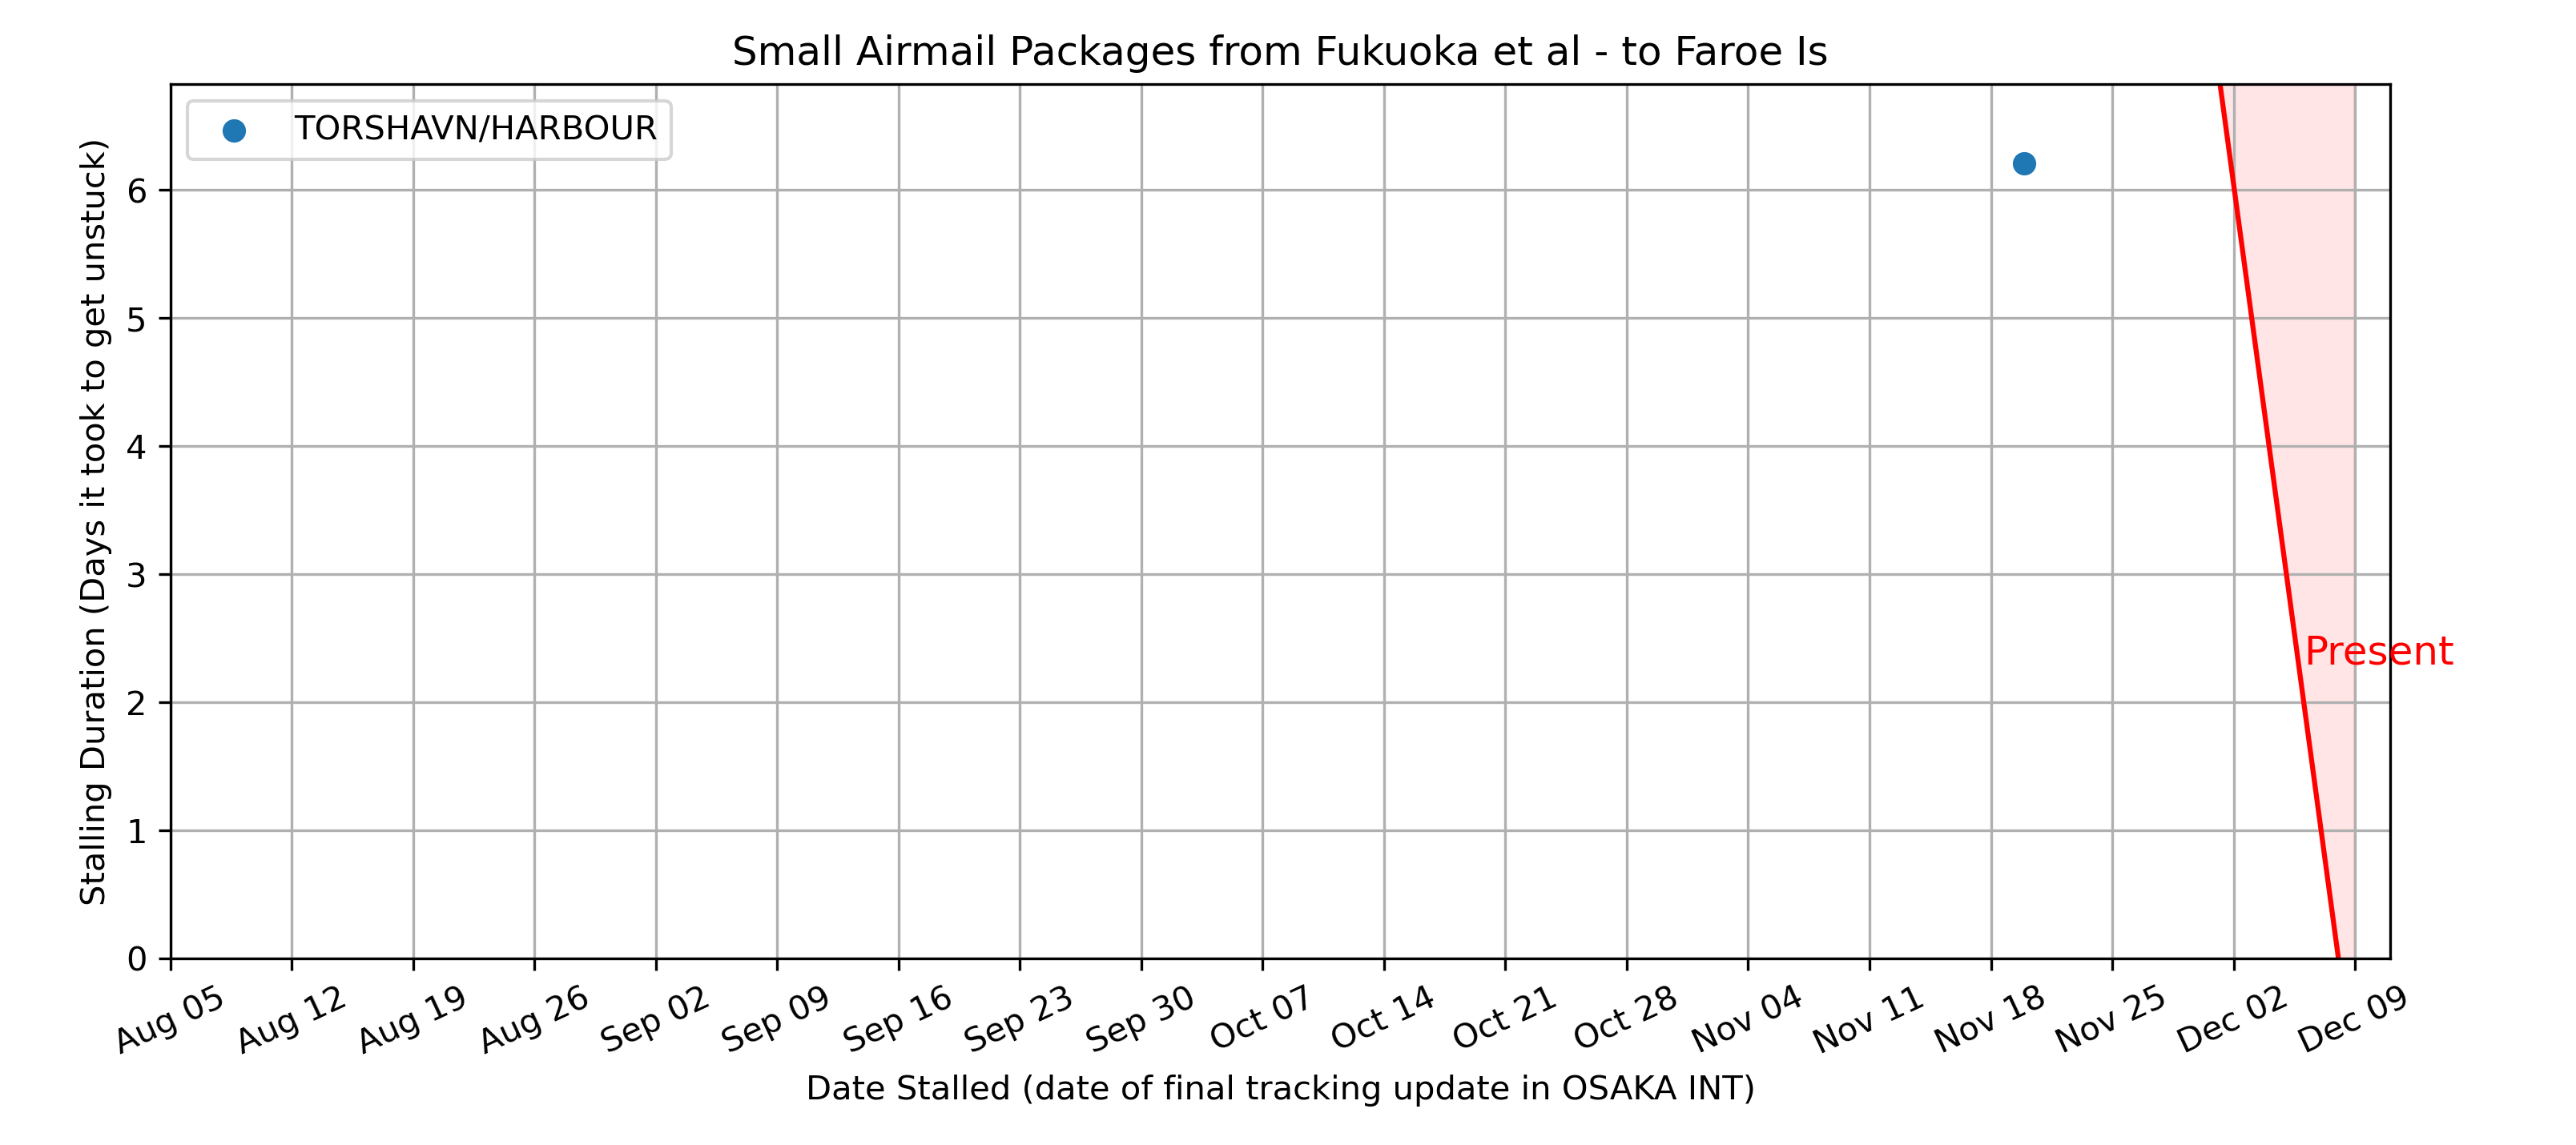 Small Airmail Packages from Fukuoka et al - to Faroe Is
TORSHAVN/HARBOUR
Stalling Duration (Days it took to get unstuck)
6
5
4
3
2
1
0
Present
Aug 05 Aug 12 Aug 19 Aug 26 Sep 02 Sep 09 Sep 16 Sep 23 Sep 30 Oct 07 Oct 14 Oct 21 Oct 28 Nov 04 Nov 11 Nov 18 Nov 25 Dec 02 Dec 09
Date Stalled (date of final tracking update in OSAKA INT)